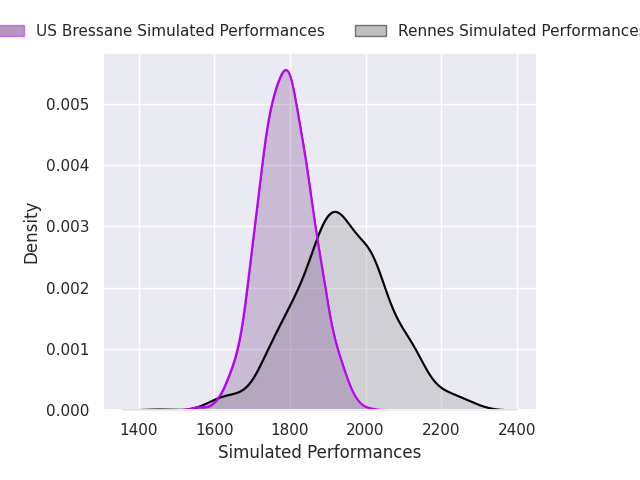 US Bressane Simulated Performances Rennes Simulated Performances
0.005
0.004
0.003
0.002
0.001
0.000
Density
1400 1600 1800 2000 2200 2400
Simulated Performances